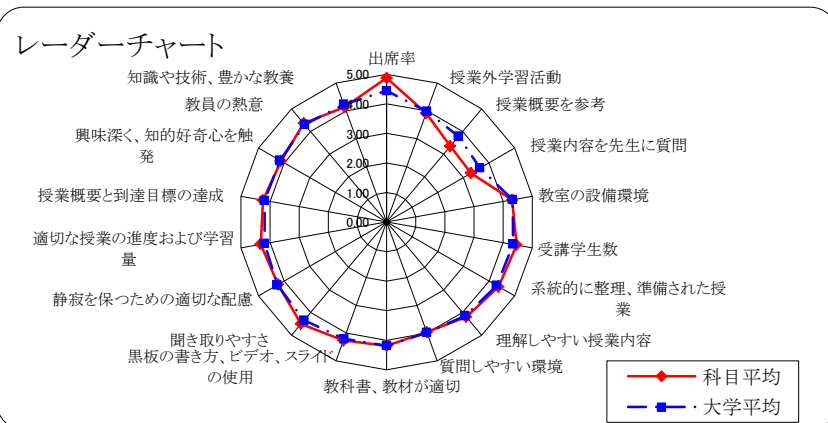 レーダーチャート
出席率
授業外学習活動
授業概要を参考
授業内容を先生に質問
教室の設備環境
受講学生数
系統的に整理、準備された授
業
理解しやすい授業内容
質問しやすい環境
教科書、教材が適切
黒板の書き方、ビデオ、スライド
の使用
聞き取りやすさ
静寂を保つための適切な配慮
適切な授業の進度および学習
量
授業概要と到達目標の達成
興味深く、知的好奇心を触
発
教員の熱意
知識や技術、豊かな教養
5.00
4.00
3.00
2.00
1.00
0.00
科目平均
大学平均